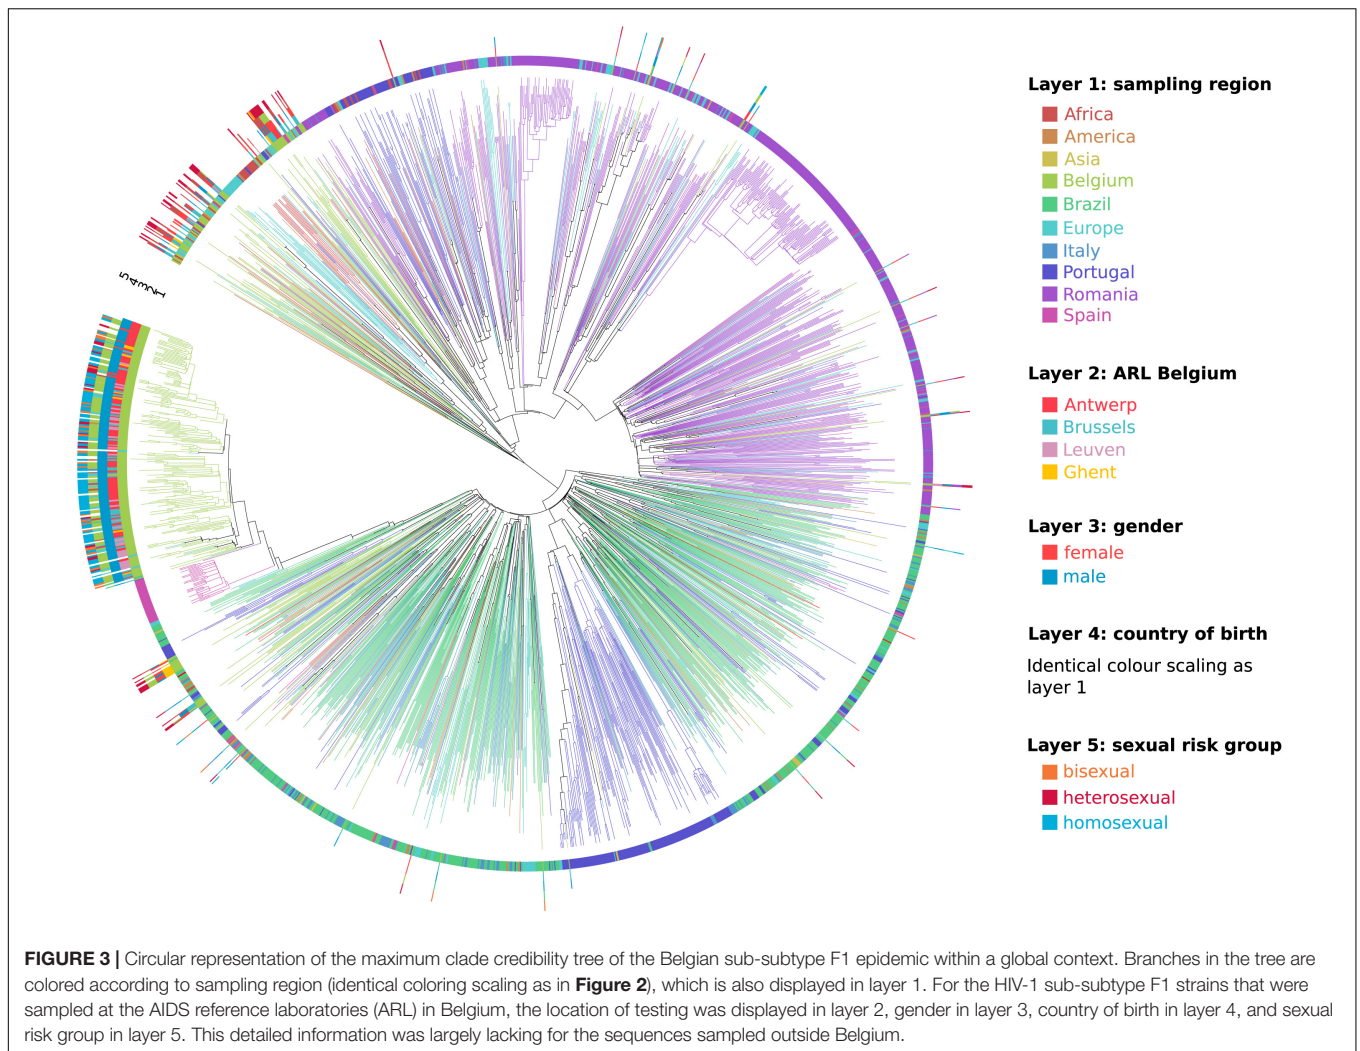 5
4
3
2
1
Layer 1: sampling region
Africa
America
Asia
Belgium
Brazil
Europe
Italy
Portugal
Romania
Spain
Layer 2: ARL Belgium
Antwerp
Brussels
Leuven
Ghent
Layer 3: gender
female
male
Layer 4: country of birth
Identical colour scaling as
layer 1
Layer 5: sexual risk group
bisexual
heterosexual
homosexual
FIGURE 3 | Circular representation of the maximum clade credibility tree of the Belgian sub-subtype F1 epidemic within a global context. Branches in the tree are
colored according to sampling region (identical coloring scaling as in Figure 2), which is also displayed in layer 1. For the HIV-1 sub-subtype F1 strains that were
sampled at the AIDS reference laboratories (ARL) in Belgium, the location of testing was displayed in layer 2, gender in layer 3, country of birth in layer 4, and sexual
risk group in layer 5. This detailed information was largely lacking for the sequences sampled outside Belgium.